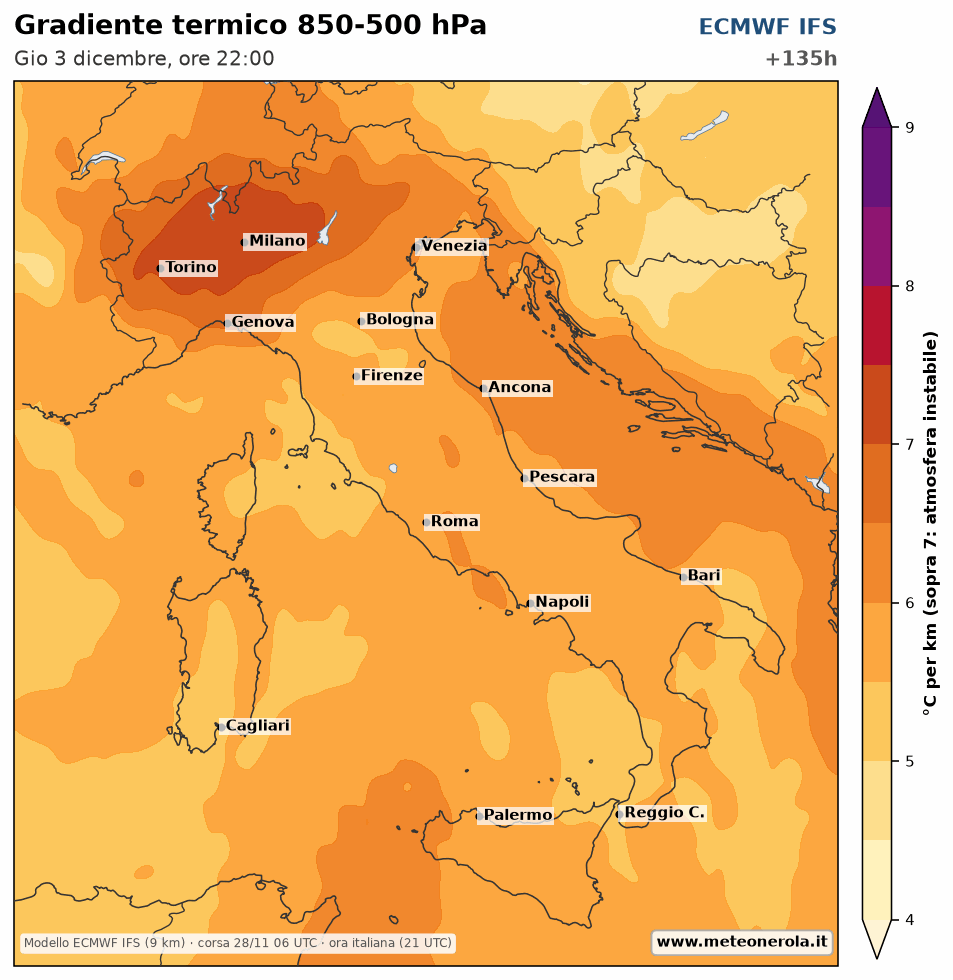 Gradiente termico 850-500 hPa
ECMWF IFS
Gio 3 dicembre, ore 22:00
+135h
Milano
Venezia
Torino
Genova
Bologna
Firenze
Ancona
Pescara
Roma
Bari
Napoli
Cagliari
Palermo
Reggio C.
9
8
7
6
5
4
°C per km (sopra 7: atmosfera instabile)
Modello ECMWF IFS (9 km) · corsa 28/11 06 UTC · ora italiana (21 UTC)
www.meteonerola.it